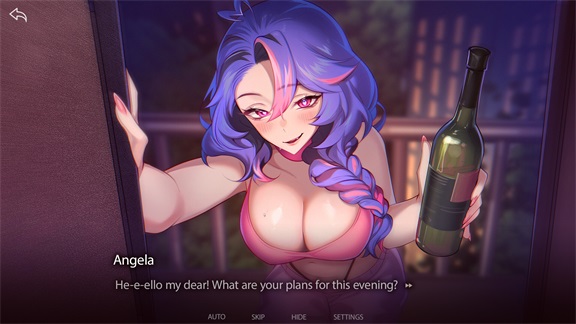 Angela
He-e-ello my dear! What are your plans for this evening?
AUTO SKIP HIDE SETTINGS